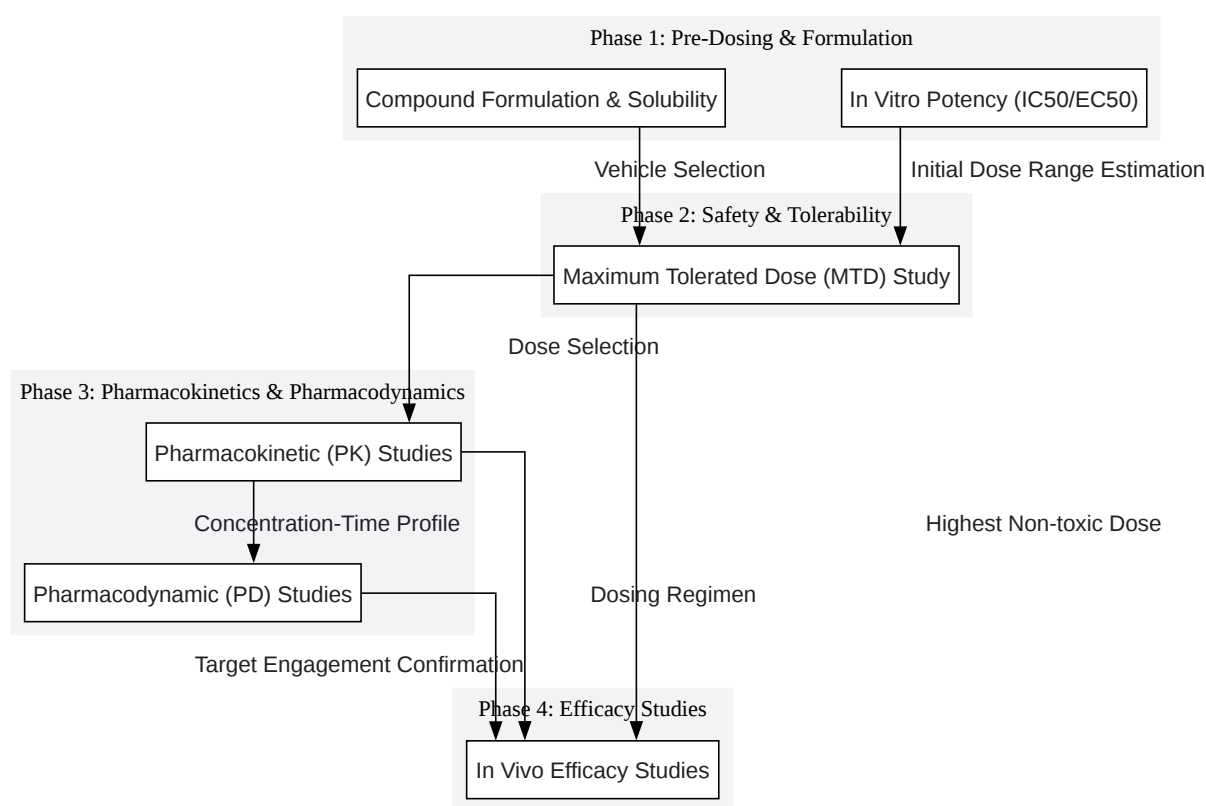 Phase 1: Pre-Dosing & Formulation
Compound Formulation & Solubility
In Vitro Potency (IC50/EC50)
Vehicle Selection
Initial Dose Range Estimation
Phase 2: Safety & Tolerability
Maximum Tolerated Dose (MTD) Study
Dose Selection
Phase 3: Pharmacokinetics & Pharmacodynamics
Pharmacokinetic (PK) Studies
Concentration-Time Profile
Highest Non-toxic Dose
Pharmacodynamic (PD) Studies
Dosing Regimen
Target Engagement Confirmation
Phase 4: Efficacy Studies
In Vivo Efficacy Studies